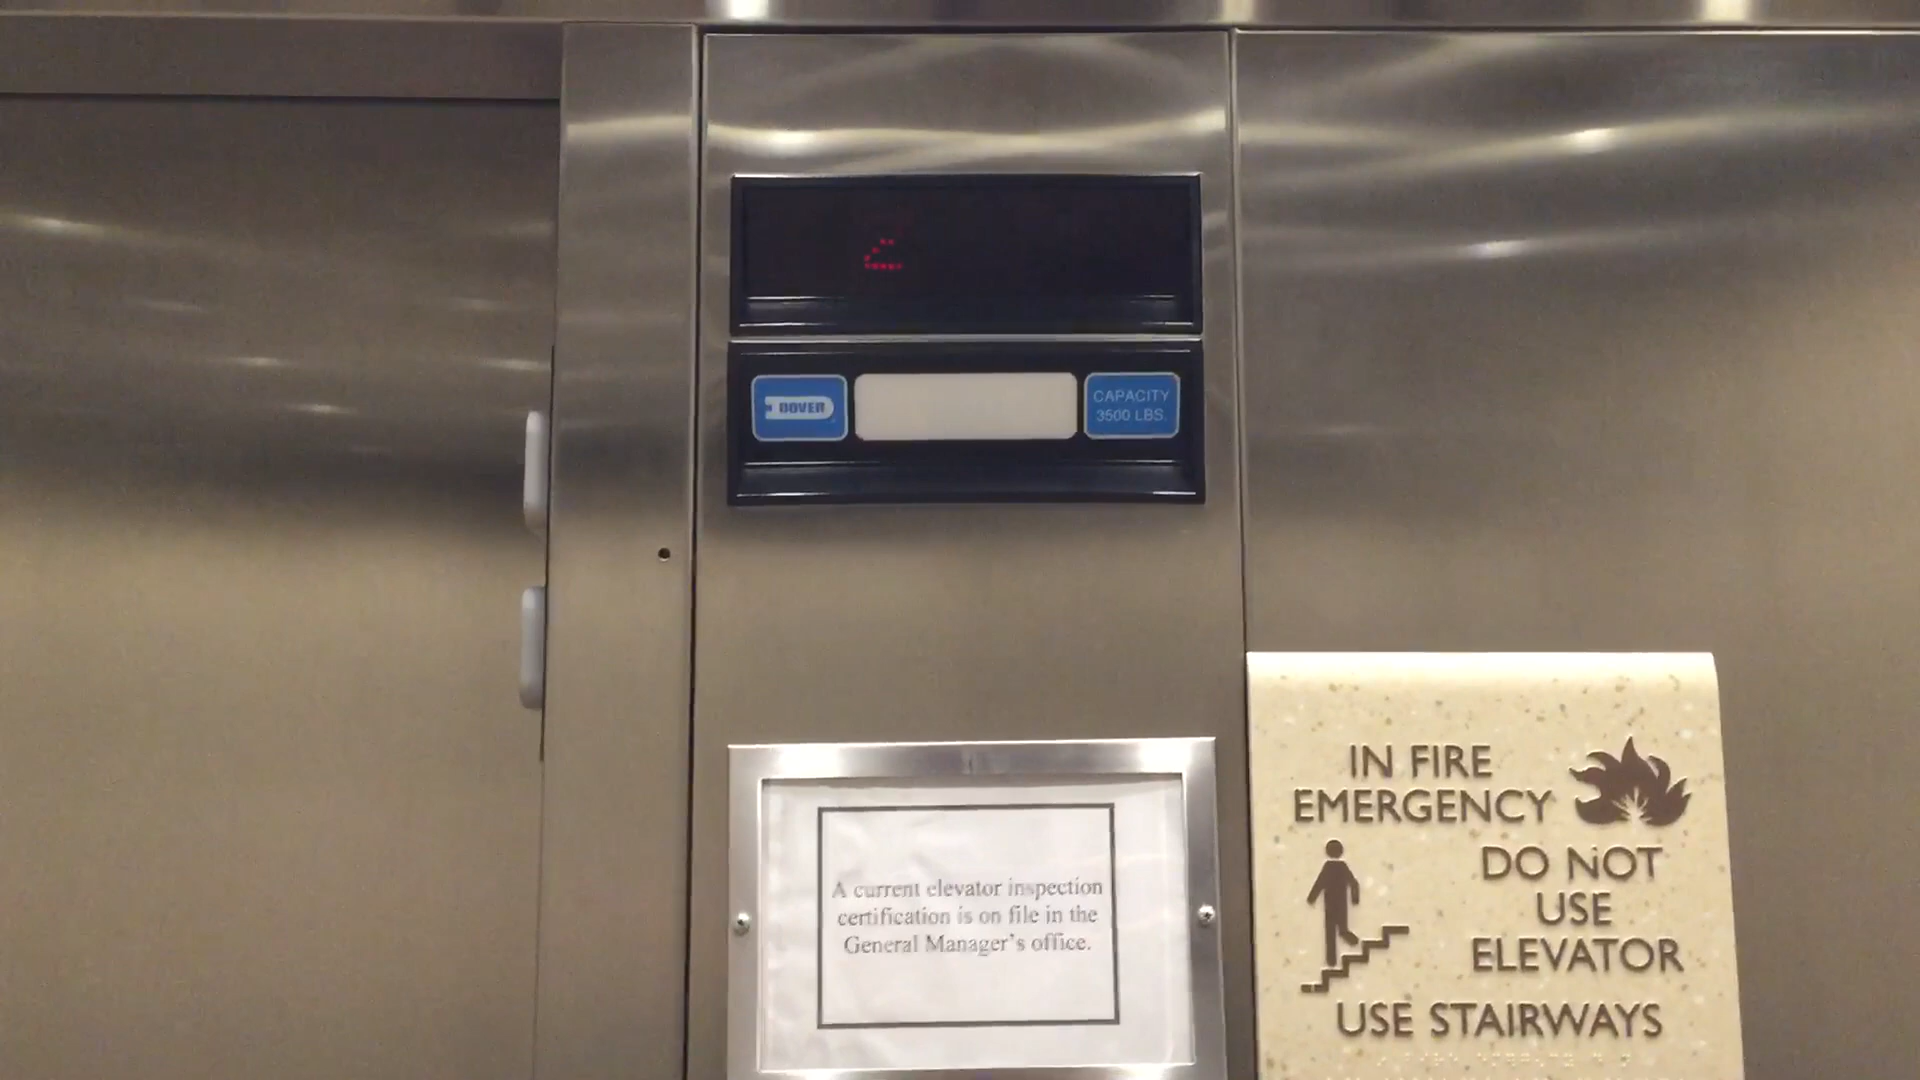 2
DOVER
CAPACITY
3500 LBS.
A current elevator inspection
certification is on file in the
General Manager's office.
IN FIRE
EMERGENCY
DO NOT
USE
ELEVATOR
USE STAIRWAYS